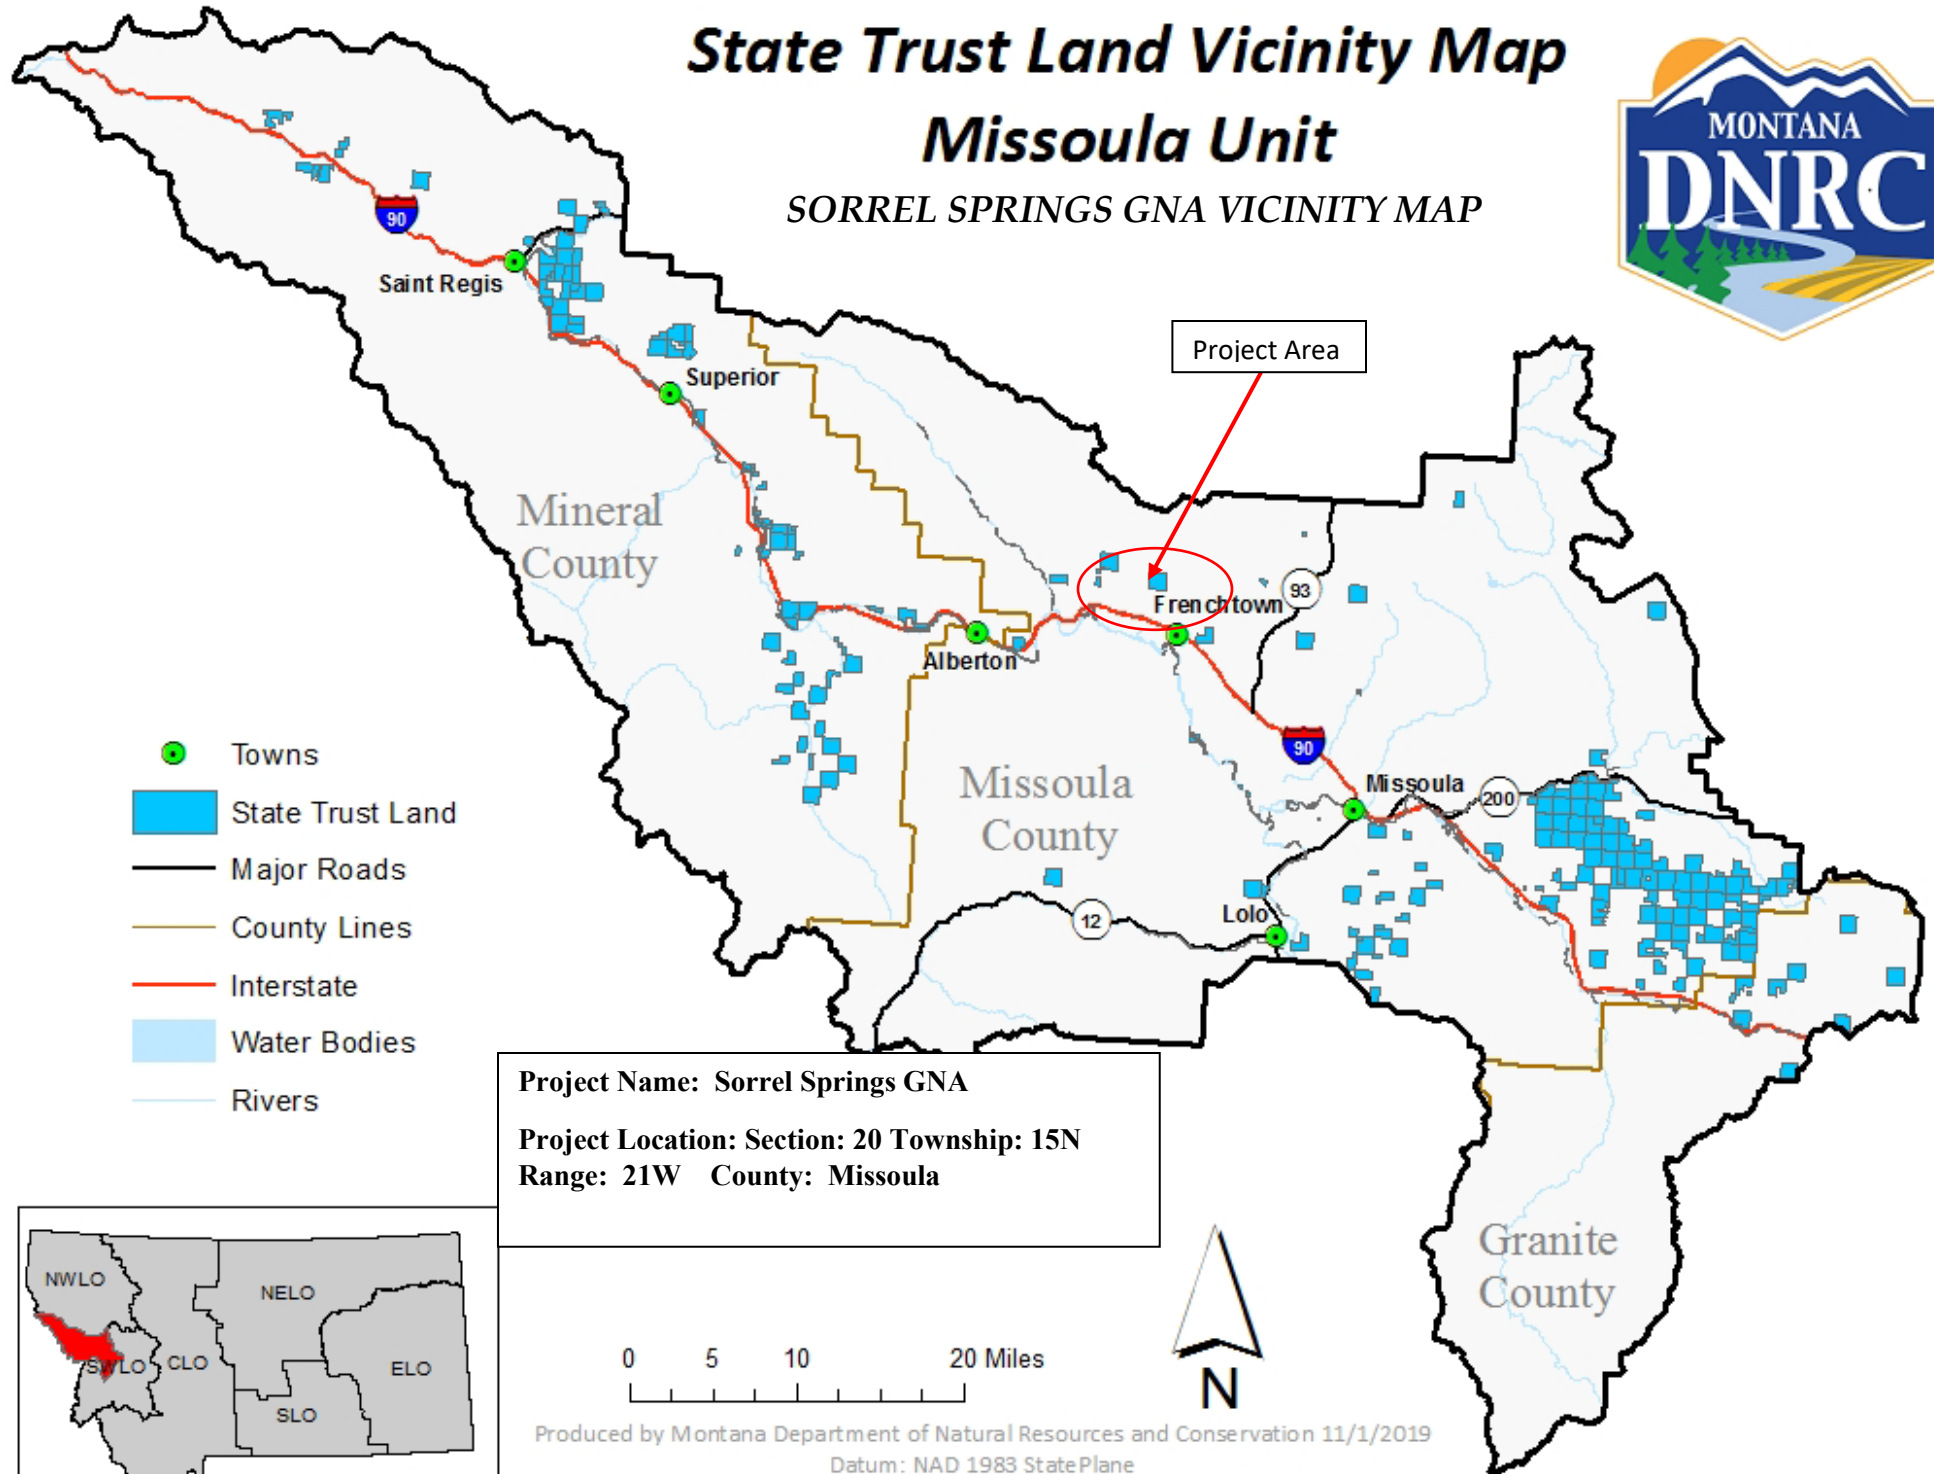 State Trust Land Vicinity Map
Missoula Unit
SORREL SPRINGS GNA VICINITY MAP
MONTANA
DNRC
90
Saint Regis
Project Area
Superior
Mineral
County
93
Frenchtown
Alberton
90
Missoula
200
Missoula
County
12
Lolo
Towns
State Trust Land
Major Roads
County Lines
Interstate
Water Bodies
Rivers
Project Name: Sorrel Springs GNA
Project Location: Section: 20 Township: 15N
Range: 21W County: Missoula
Granite
County
NWLO
NELO
SWLO
CLO
ELO
SLO
0 5 10 20 Miles
N
Produced by Montana Department of Natural Resources and Conservation 11/1/2019
Datum: NAD 1983 StatePlane